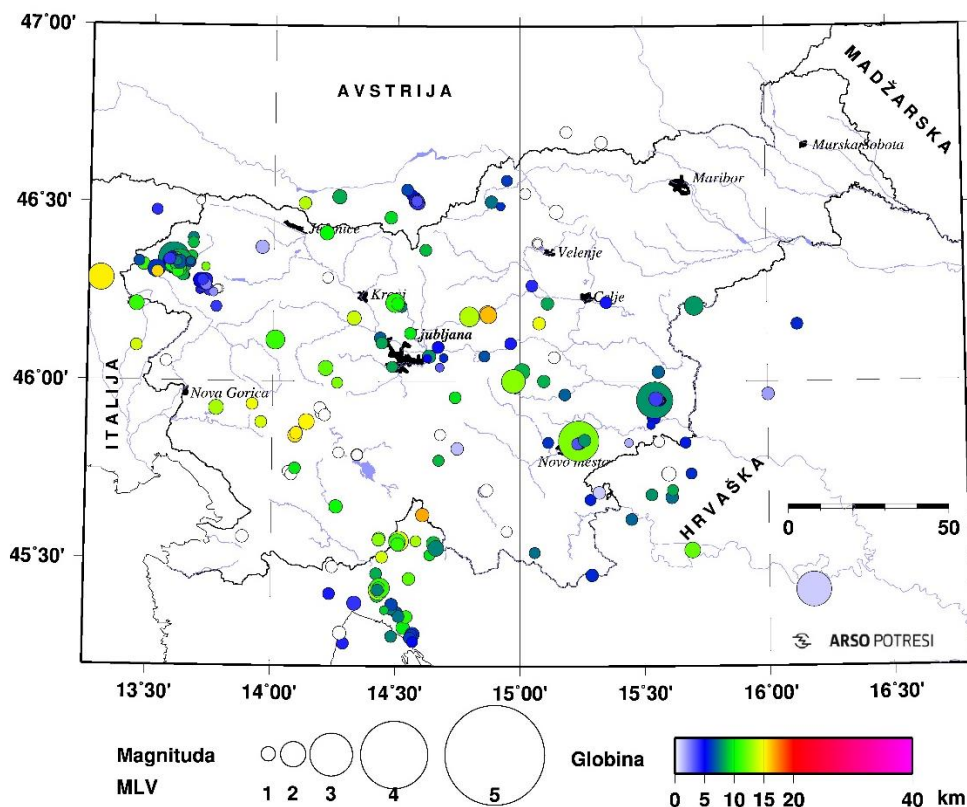 47˚00'
AVSTRIJA
MADŽARSKA
Murska Sobota
Maribor
46˚30'
Jesenice
Velenje
Kranj
Celje
Ljubljana
46˚00'
Nova Gorica
ITALIJA
Novo mesto
HRVAŠKA
0 50
45˚30'
ARSO POTRESI
13˚30' 14˚00' 14˚30' 15˚00' 15˚30' 16˚00' 16˚30'
Magnituda
MLV
1 2 3 4 5
Globina
0 5 10 15 20 40 km